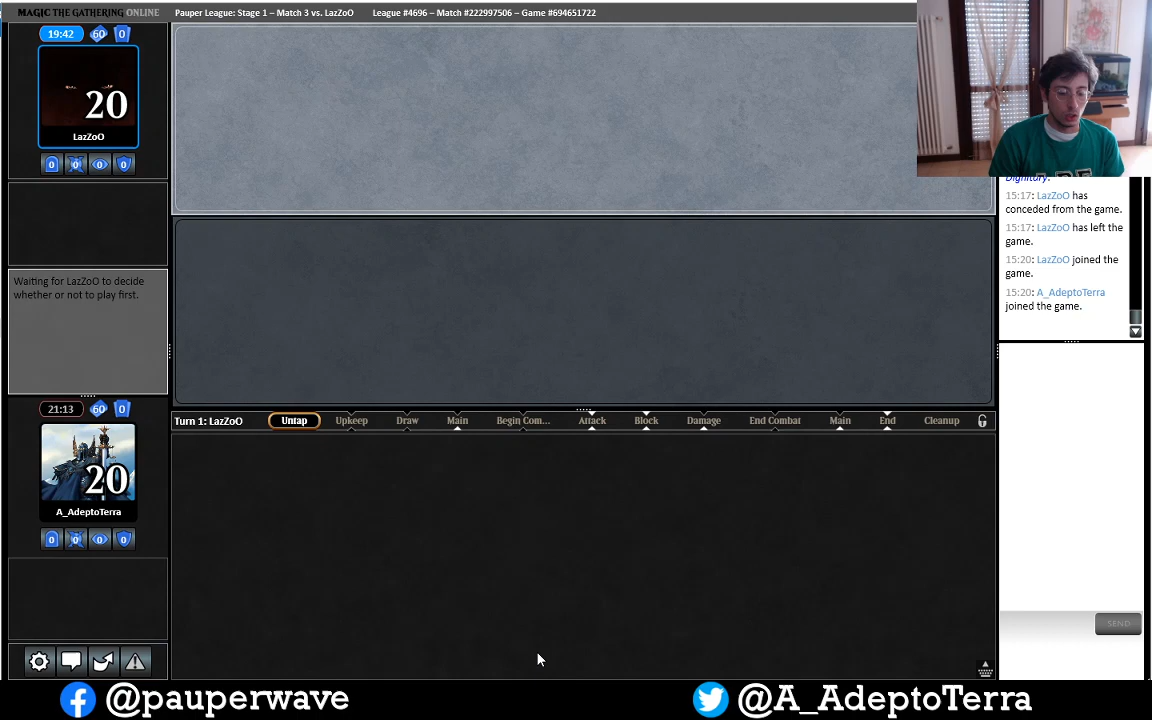 MAGIC THE GATHERING ONLINE Pauper League: Stage 1 – Match 3 vs. LazZoO League #4696 – Match #222997506 – Game #694651722
19:42 60 0
20
LazZoO
0 0 0 0
Dignitary.
15:17: LazZoO has
conceded from the game.
15:17: LazZoO has left the
game.
15:20: LazZoO joined the
game.
15:20: A_AdeptoTerra
joined the game.
Waiting for LazZoO to decide
whether or not to play first.
21:13 60 0
20
A_AdeptoTerra
0 0 0 0
Turn 1: LazZoO Untap Upkeep Draw Main Begin Com... Attack Block Damage End Combat Main End Cleanup
SEND
@pauperwave @A_AdeptoTerra